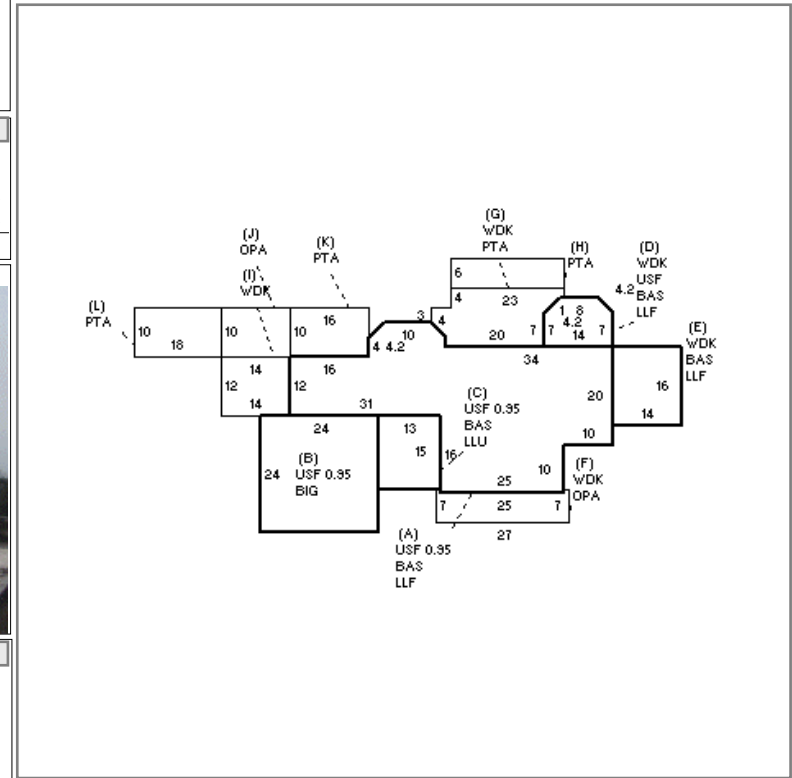 (G)
WDK
PTA
(J)
OPA
(K)
PTA
(H)
PTA
(D)
WDK
USF
BAS
LLF
(I)
WDK
6
4
23
4.2
(L)
PTA
10
18
10
10
16
3
4
10
4 4.2
20
7
7
1 8
4.2
14
7
34
(E)
WDK
BAS
LLF
14
12
14
16
12
31
20
16
14
(C)
USF 0.95
BAS
LLU
24
13
15
16
10
10
24
(B)
USF 0.95
BIG
25
(F)
WDK
OPA
7
25
7
27
(A)
USF 0.95
BAS
LLF